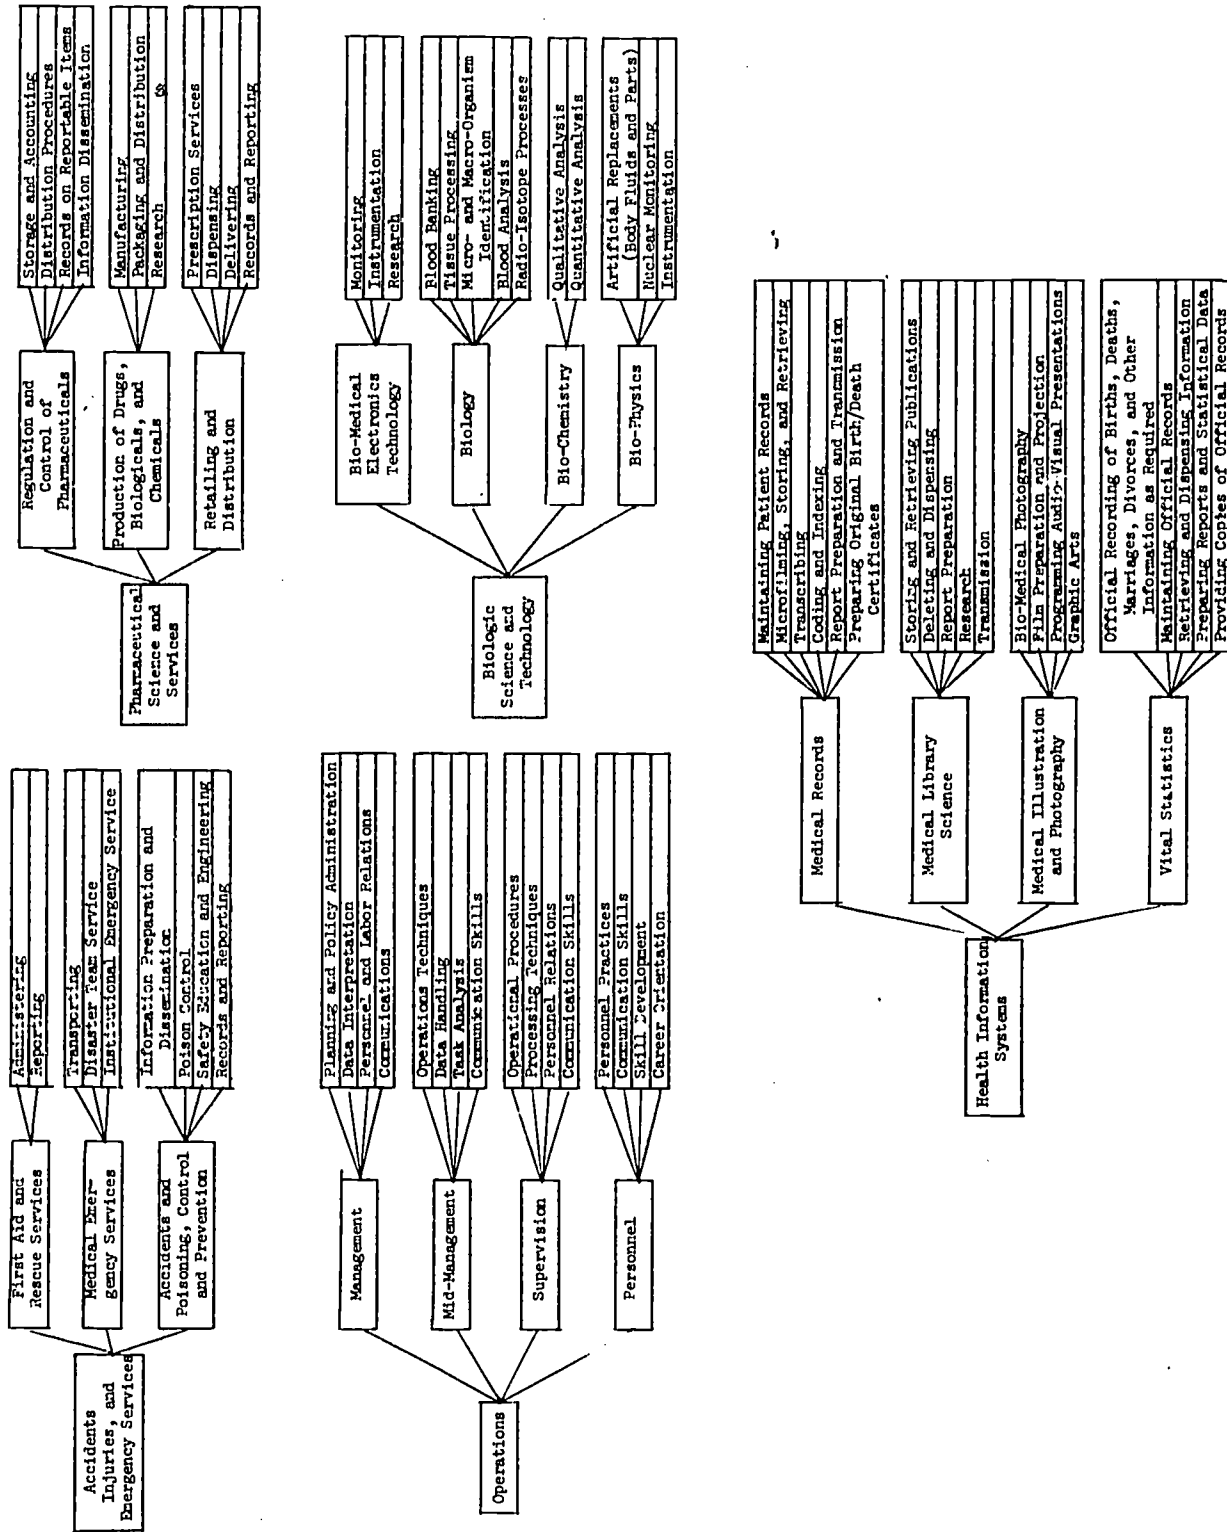 Accidents
Injuries, and
Emergency Services
First Aid and
Rescue Services
Administering
Reporting
Medical Emer-
gency Services
Transporting
Disaster Team Service
Institutional Emergency Service
Accidents and
Poisoning, Control
and Prevention
Information Preparation and
Dissemination
Poison Control
Safety Education and Engineering
Records and Reporting
Pharmaceutical
Science and
Services
Regulation and
Control of
Pharmaceuticals
Storage and Accounting
Distribution Procedures
Records on Reportable Items
Information Dissemination
Production of Drugs,
Biologicals, and
Chemicals
Manufacturing
Packaging and Distribution
Research
Retailing and
Distribution
Prescription Services
Dispensing
Delivering
Records and Reporting
Operations
Management
Planning and Policy Administration
Data Interpretation
Personnel and Labor Relations
Communications
Mid-Management
Operations Techniques
Data Handling
Task Analysis
Communication Skills
Supervision
Operational Procedures
Processing Techniques
Personnel Relations
Communication Skills
Personnel
Personnel Practices
Communication Skills
Skill Development
Career Orientation
Biologic
Science and
Technology
Bio-Medical
Electronics
Technology
Monitoring
Instrumentation
Research
Biology
Blood Banking
Tissue Processing
Micro- and Macro-Organism
Identification
Blood Analysis
Radio-Isotope Processes
Bio-Chemistry
Qualitative Analysis
Quantitative Analysis
Bio-Physics
Artificial Replacements
(Body Fluids and Parts)
Nuclear Monitoring
Instrumentation
Health Information
Systems
Medical Records
Maintaining Patient Records
Microfilming, Storing, and Retrieving
Transcribing
Coding and Indexing
Report Preparation and Transmission
Preparing Original Birth/Death
Certificates
Medical Library
Science
Storing and Retrieving Publications
Deleting and Dispensing
Report Preparation
Research
Transmission
Medical Illustration
and Photography
Bio-Medical Photography
Film Preparation and Projection
Programming Audio-Visual Presentations
Graphic Arts
Vital Statistics
Official Recording of Births, Deaths,
Marriages, Divorces, and Other
Information as Required
Maintaining Official Records
Retrieving and Dispensing Information
Preparing Reports and Statistical Data
Providing Copies of Official Records